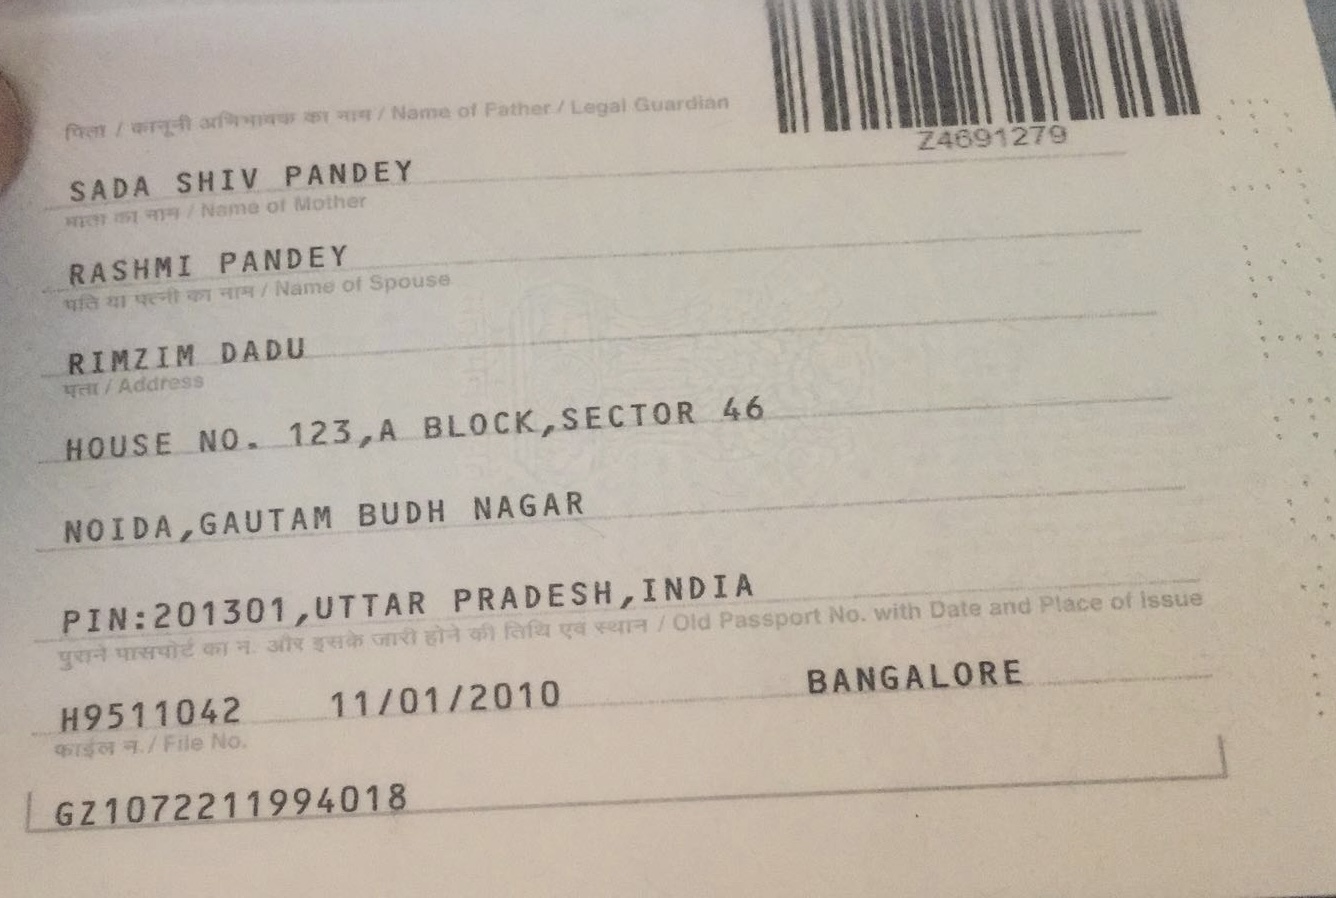 Z4691279
पिता / कानूनी अभिभावक का नाम / Name of Father / Legal Guardian
SADA SHIV PANDEY
माता का नाम / Name of Mother
RASHMI PANDEY
पति या पत्नी का नाम / Name of Spouse
RIMZIM DADU
पता / Address
HOUSE NO. 123,A BLOCK,SECTOR 46
NOIDA,GAUTAM BUDH NAGAR
PIN:201301,UTTAR PRADESH,INDIA
पुराने पासपोर्ट का न. और इसके जारी होने की तिथि एवं स्थान / Old Passport No. with Date and Place of Issue
H9511042 11/01/2010 BANGALORE
फाईल न./ File No.
GZ1072211994018